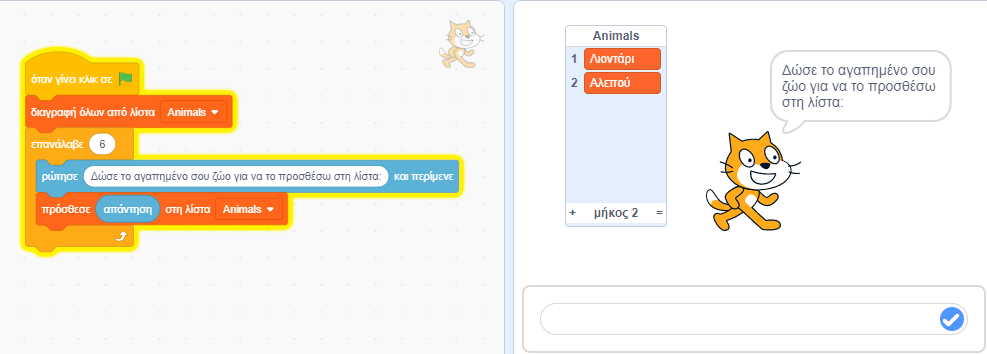 όταν γίνει κλικ σε
διαγραφή όλων από λίστα Animals
επανάλαβε 6
ρώτησε Δώσε το αγαπημένο σου ζώο για να το προσθέσω στη λίστα: και περίμενε
πρόσθεσε απάντηση στη λίστα Animals
Animals
1 Λιοντάρι
2 Αλεπού
+ μήκος 2 =
Δώσε το αγαπημένο σου
ζώο για να το προσθέσω
στη λίστα: